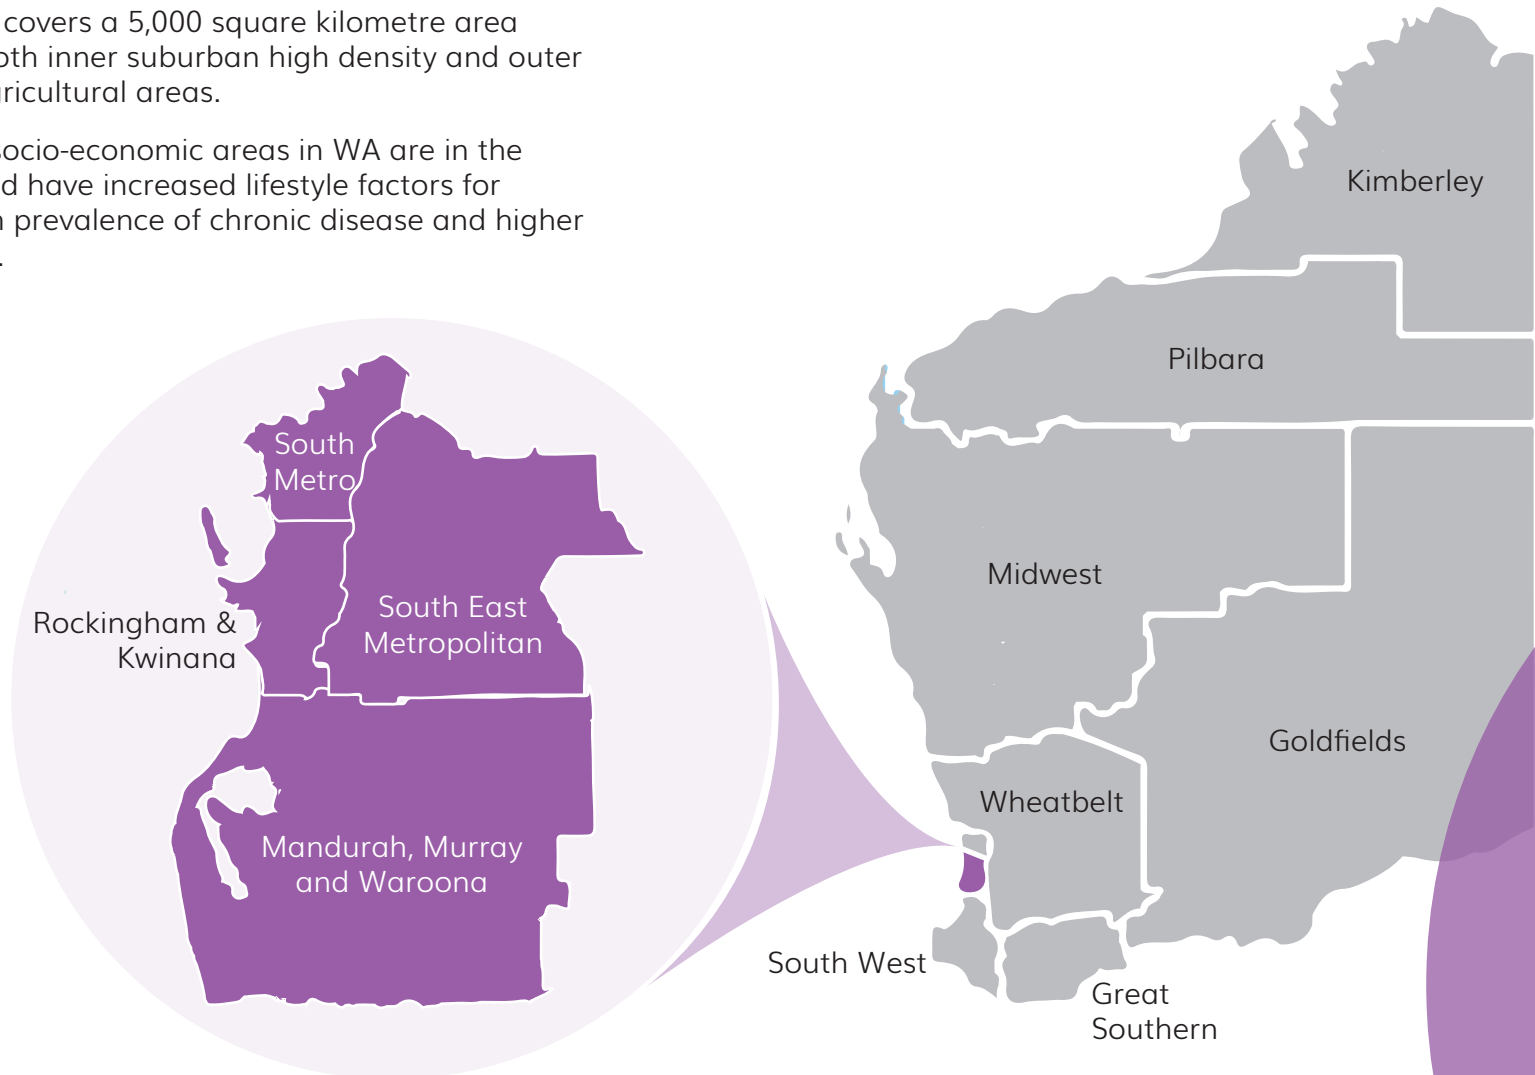 covers a 5,000 square kilometre area
oth inner suburban high density and outer
ricultural areas.
socio-economic areas in WA are in the
d have increased lifestyle factors for
n prevalence of chronic disease and higher
.
Kimberley
Pilbara
South
Metro
Midwest
South East
Metropolitan
Rockingham &
Kwinana
Goldfields
Wheatbelt
Mandurah, Murray
and Waroona
South West
Great
Southern